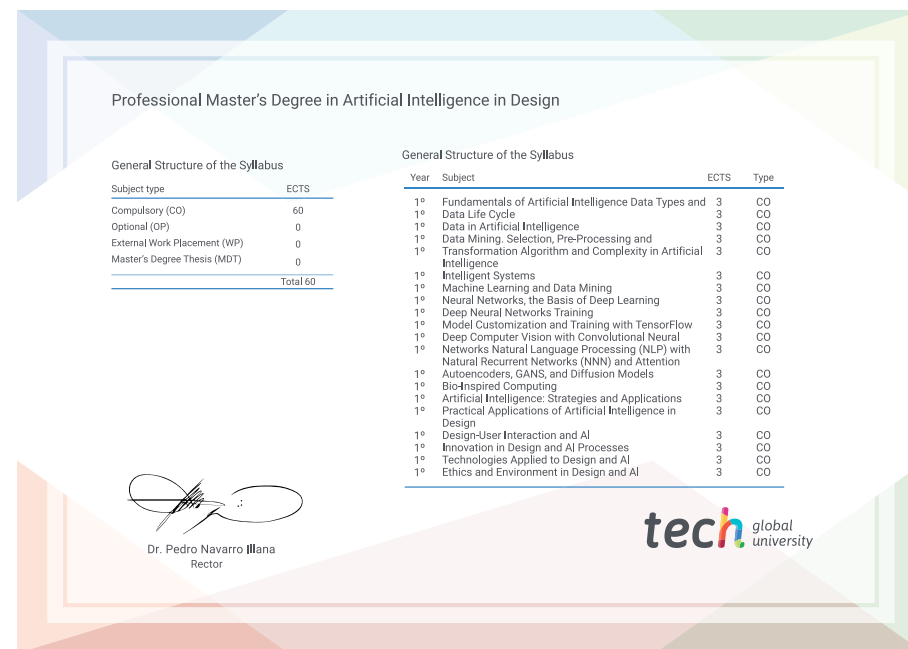 Professional Master's Degree in Artificial Intelligence in Design
General Structure of the Syllabus
Subject type ECTS
Compulsory (CO) 60
Optional (OP) 0
External Work Placement (WP) 0
Master's Degree Thesis (MDT) 0
Total 60
General Structure of the Syllabus
Year Subject ECTS Type
1º Fundamentals of Artificial Intelligence Data Types and 3 CO
1º Data Life Cycle 3 CO
1º Data in Artificial Intelligence 3 CO
1º Data Mining. Selection, Pre-Processing and 3 CO
1º Transformation Algorithm and Complexity in Artificial 3 CO
Intelligence
1º Intelligent Systems 3 CO
1º Machine Learning and Data Mining 3 CO
1º Neural Networks, the Basis of Deep Learning 3 CO
1º Deep Neural Networks Training 3 CO
1º Model Customization and Training with TensorFlow 3 CO
1º Deep Computer Vision with Convolutional Neural 3 CO
1º Networks Natural Language Processing (NLP) with 3 CO
Natural Recurrent Networks (NNN) and Attention
1º Autoencoders, GANS, and Diffusion Models 3 CO
1º Bio-Inspired Computing 3 CO
1º Artificial Intelligence: Strategies and Applications 3 CO
1º Practical Applications of Artificial Intelligence in 3 CO
Design
1º Design-User Interaction and AI 3 CO
1º Innovation in Design and AI Processes 3 CO
1º Technologies Applied to Design and AI 3 CO
1º Ethics and Environment in Design and AI 3 CO
Dr. Pedro Navarro Illana
Rector
tech global
university